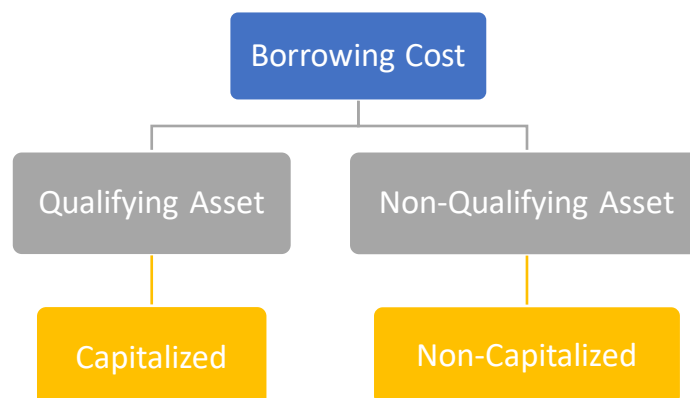 Borrowing Cost
Qualifying Asset
Non-Qualifying Asset
Capitalized
Non-Capitalized